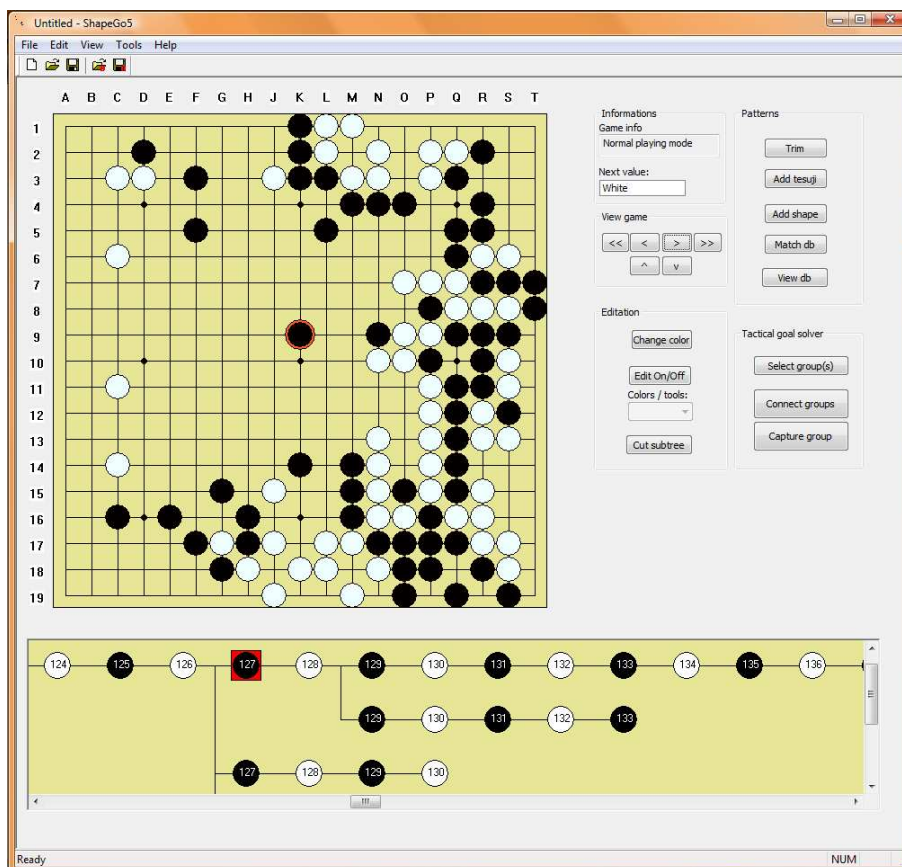 Untitled - ShapeGo5
File Edit View Tools Help
A B C D E F G H J K L M N O P Q R S T
1
2
3
4
5
6
7
8
9
10
11
12
13
14
15
16
17
18
19
Informations
Game info
Normal playing mode
Next value:
White
View game
<< < > >>
^ v
Editation
Change color
Edit On/Off
Colors / tools:
Cut subtree
Patterns
Trim
Add tesuji
Add shape
Match db
View db
Tactical goal solver
Select group(s)
Connect groups
Capture group
124 125 126 127 128 129 130 131 132 133 134 135 136
129 130 131 132 133
127 128 129 130
Ready NUM